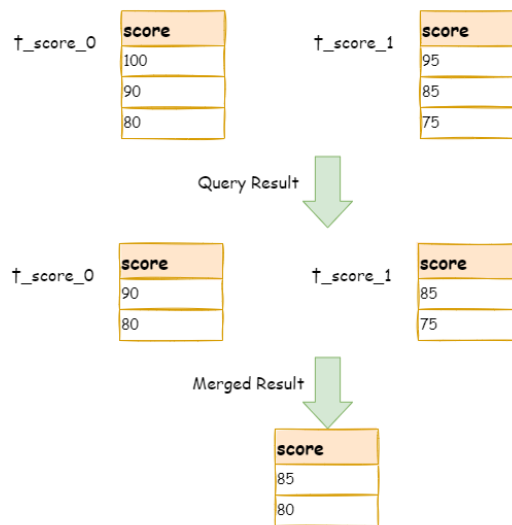 t_score_0
score
100
90
80
t_score_1
score
95
85
75
Query Result
t_score_0
score
90
80
t_score_1
score
85
75
Merged Result
score
85
80